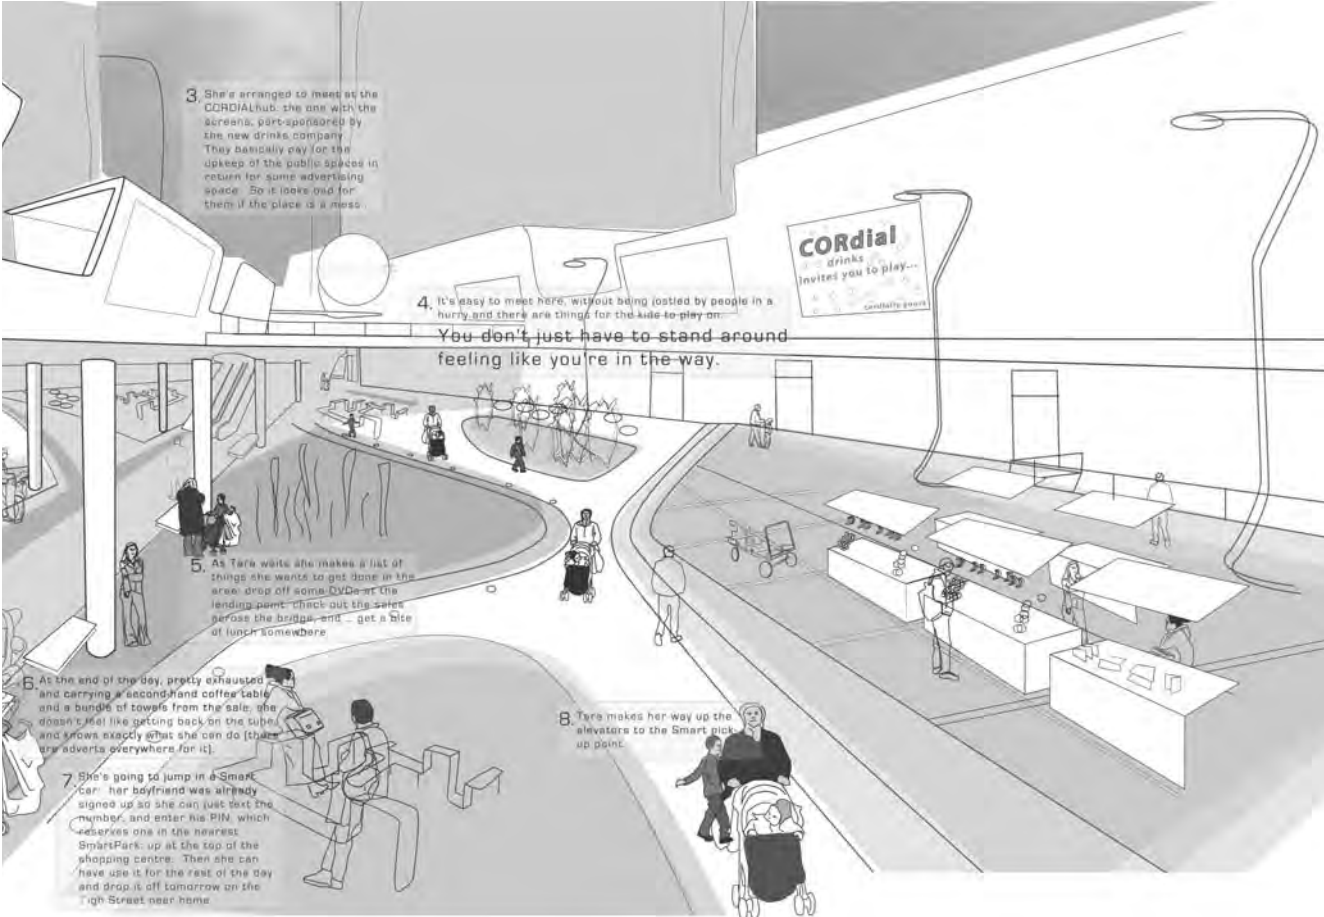 3. She's arranged to meet at the
CORDIALhub: the one with the
screens, part-sponsored by
the new drinks company.
They basically pay for the
upkeep of the public spaces in
return for some advertising
space. So it looks bad for
them if the place is a mess.
CORdial
drinks
invites you to play...
4. It's easy to meet here, without being jostled by people in a
hurry and there are things for the kids to play on.
You don't just have to stand around
feeling like you're in the way.
5. As Tara waits she makes a list of
things she wants to get done in the
area: drop off some DVDs at the
lending point, check out the sales
across the bridge, and ... get a bite
of lunch somewhere
6. At the end of the day, pretty exhausted
and carrying a second-hand coffee table
and a bundle of towels from the sale, she
doesn't feel like getting back on the tube,
and knows exactly what she can do (there
are adverts everywhere for it).
7. She's going to jump in a Smart
car: her boyfriend was already
signed up so she can just text the
number, and enter his PIN, which
reserves one in the nearest
SmartPark: up at the top of the
shopping centre. Then she can
have use it for the rest of the day
and drop it off tomorrow on the
High Street near home.
8. Tara makes her way up the
elevators to the Smart pick-
up point.